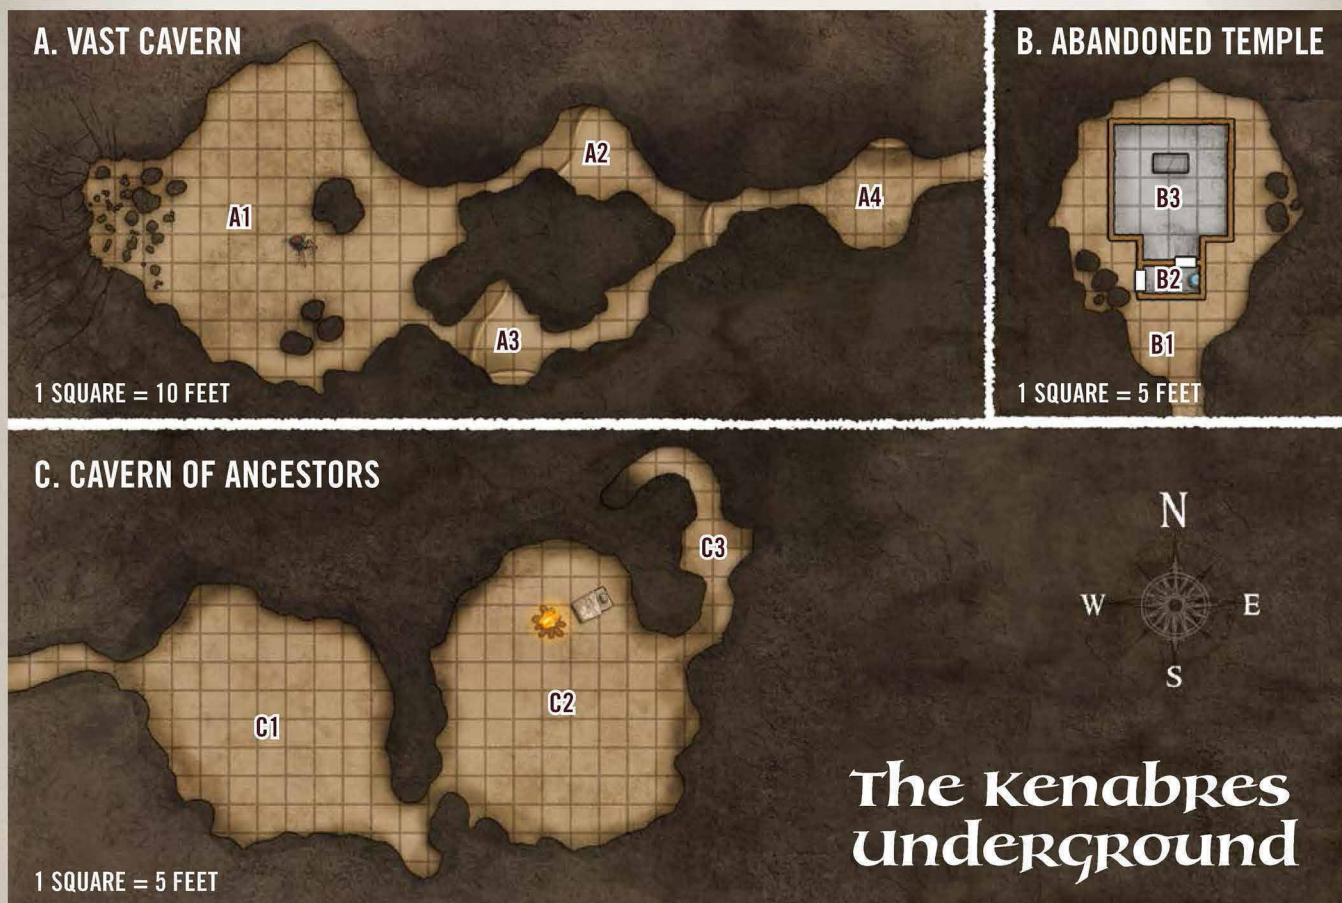 A. VAST CAVERN
A1
A2
A3
A4
1 SQUARE = 10 FEET
B. ABANDONED TEMPLE
B3
B2
B1
1 SQUARE = 5 FEET
C. CAVERN OF ANCESTORS
C1
C2
C3
1 SQUARE = 5 FEET
N
W
E
S
The Kenabres
Underground